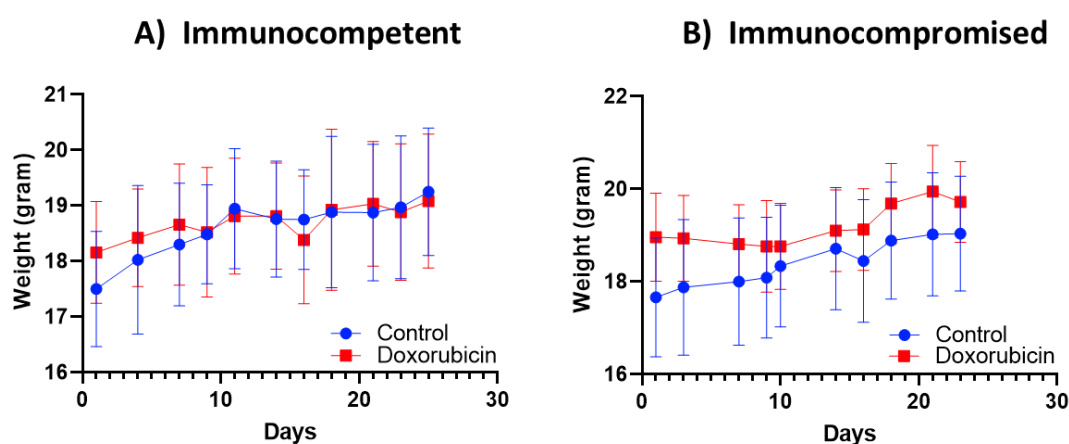 A) Immunocompetent
21
20
19
18
17
16
Weight (gram)
0
10
20
30
Days
Control
Doxorubicin
B) Immunocompromised
22
20
18
16
Weight (gram)
0
10
20
30
Days
Control
Doxorubicin